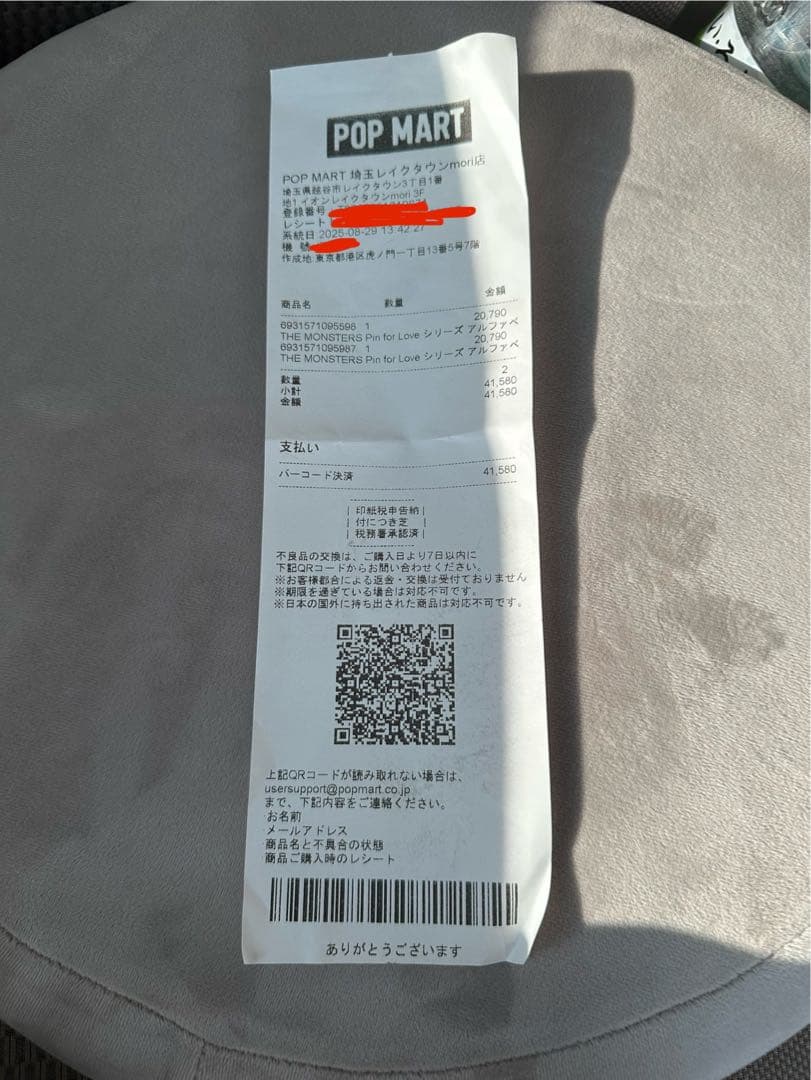 POP MART
POP MART 埼玉レイクタウンmori店
埼玉県越谷市レイクタウン3丁目1番
地1 イオンレイクタウンmori 3F
登録番号
レシート
系統日:2025-08-29 13:42:27
機 號
作成地:東京都港区虎ノ門一丁目13番5号7階
商品名 数量 金額
20,790
6931571095598 1
THE MONSTERS Pin for Love シリーズ アルファベ
20,790
6931571095987 1
THE MONSTERS Pin for Love シリーズ アルファベ
数量 2
小計 41,580
金額 41,580
支払い
バーコード決済 41,580
印紙税申告納
付につき芝
税務署承認済
不良品の交換は、ご購入日より7日以内に
下記QRコードからお問い合わせください。
※お客様都合による返金・交換は受付ておりません
※期限を過ぎている場合は対応不可です。
※日本の国外に持ち出された商品は対応不可です。
上記QRコードが読み取れない場合は、
usersupport@popmart.co.jp
まで、下記内容をご連絡ください。
·お名前
·メールアドレス
·商品名と不具合の状態
·商品ご購入時のレシート
ありがとうございます